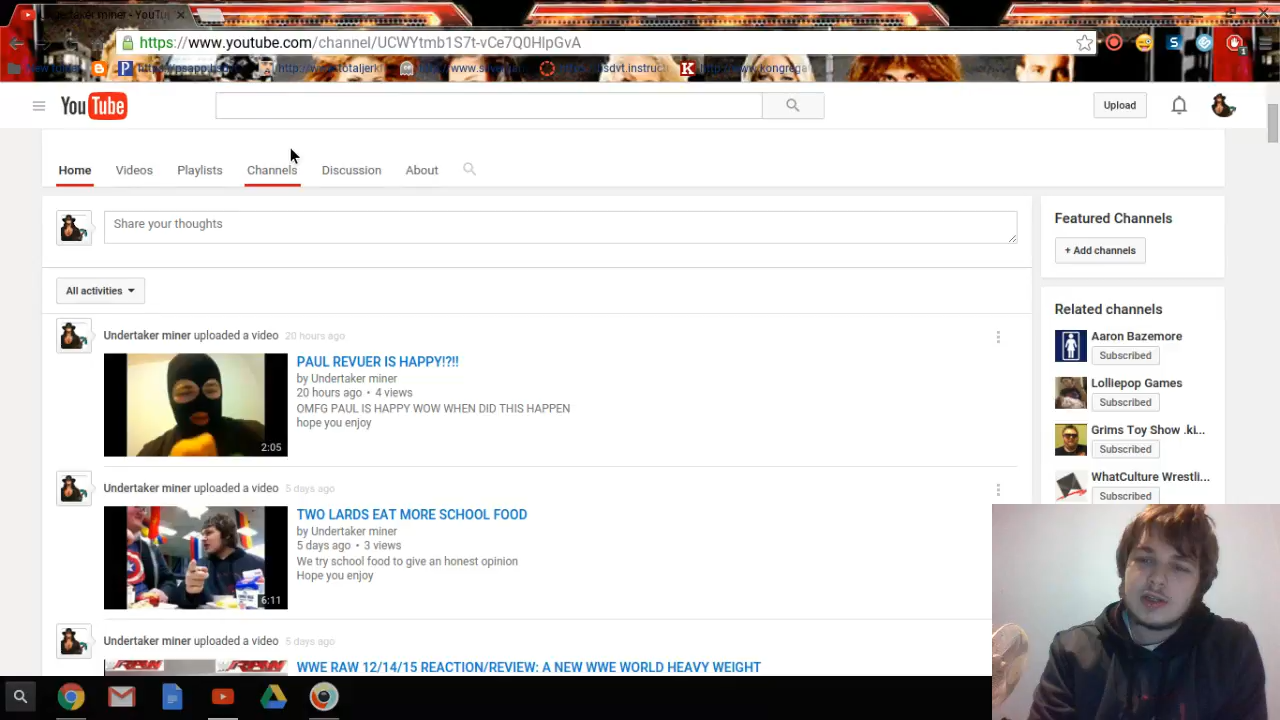 Undertaker miner - YouTu
https://www.youtube.com/channel/UCWYtmb1S7t-vCe7Q0HlpGvA
YouTube
Upload
Home Videos Playlists Channels Discussion About
Share your thoughts
All activities
Undertaker miner uploaded a video 20 hours ago
PAUL REVUER IS HAPPY!?!!
by Undertaker miner
20 hours ago • 4 views
OMFG PAUL IS HAPPY WOW WHEN DID THIS HAPPEN
hope you enjoy
2:05
Undertaker miner uploaded a video 5 days ago
TWO LARDS EAT MORE SCHOOL FOOD
by Undertaker miner
5 days ago • 3 views
We try school food to give an honest opinion
Hope you enjoy
6:11
Undertaker miner uploaded a video 5 days ago
WWE RAW 12/14/15 REACTION/REVIEW: A NEW WWE WORLD HEAVY WEIGHT
Featured Channels
+ Add channels
Related channels
Aaron Bazemore
Subscribed
Lolliepop Games
Subscribed
Grims Toy Show .ki...
Subscribed
WhatCulture Wrestli...
Subscribed